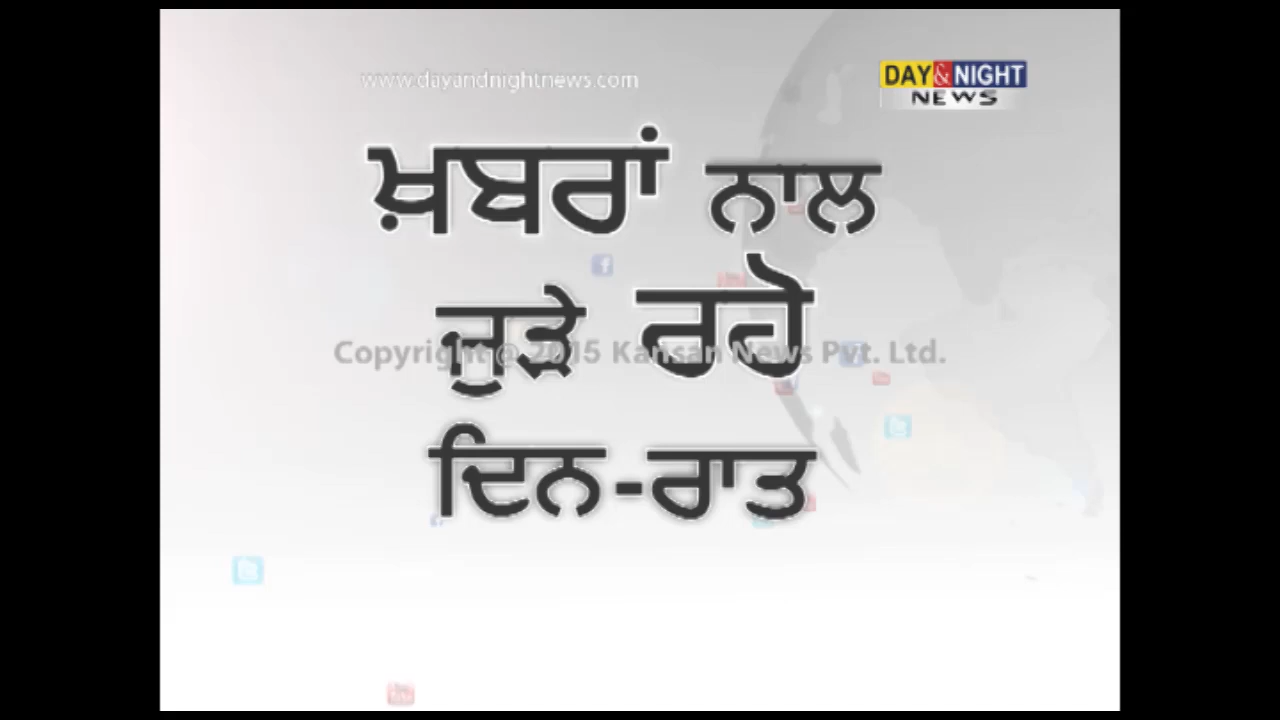 www.dayandnightnews.com
DAY & NIGHT
NEWS
ਖ਼ਬਰਾਂ ਨਾਲ
ਜੁੜੇ ਰਹੋ
Copyright @ 2015 Kansan News Pvt. Ltd.
ਦਿਨ-ਰਾਤ